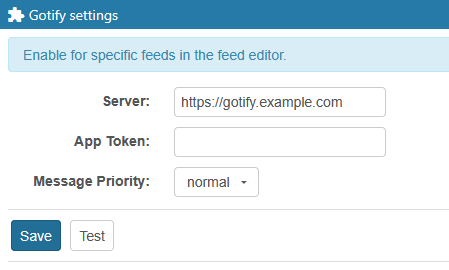 Gotify settings
Enable for specific feeds in the feed editor.
Server: https://gotify.example.com
App Token:
Message Priority: normal
Save Test